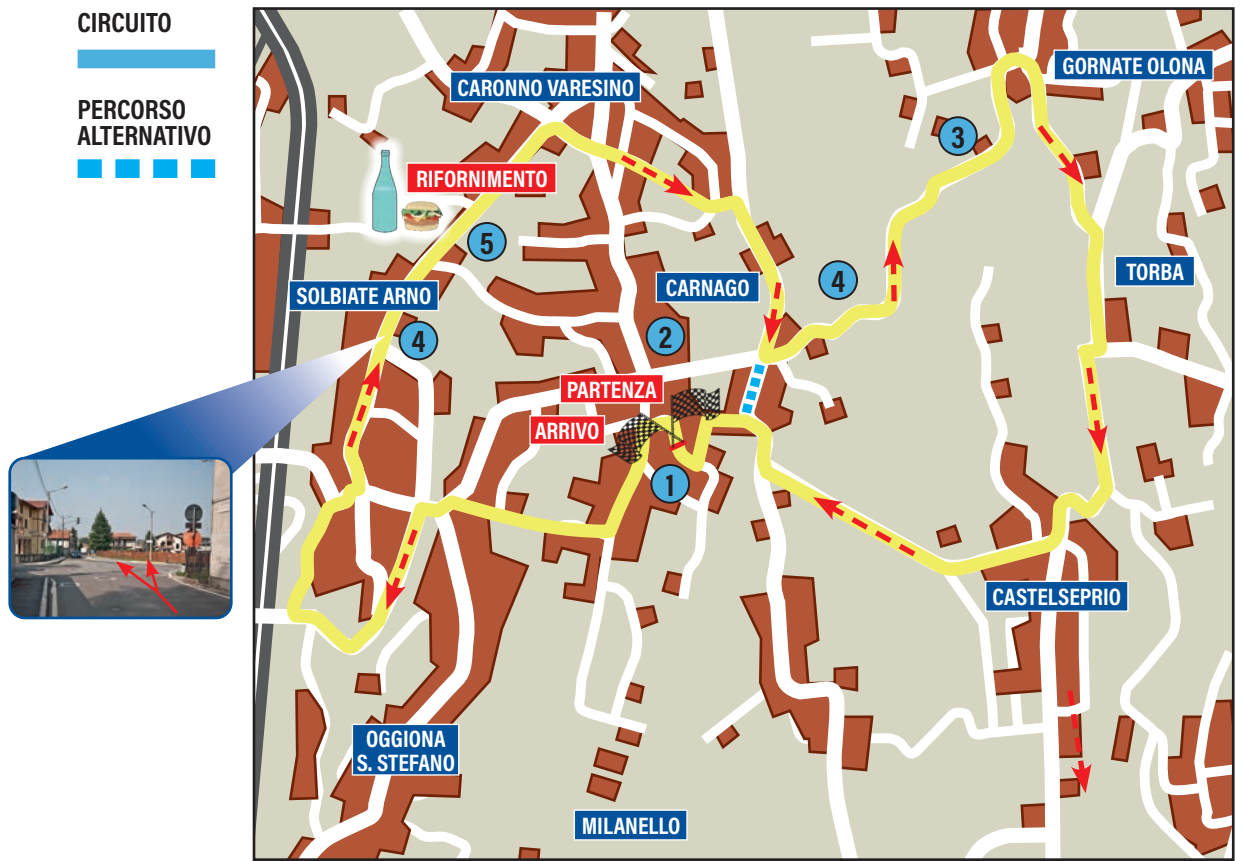 CIRCUITO
PERCORSO
ALTERNATIVO
CARONNO VARESINO
GORNATE OLONA
3
RIFORNIMENTO
5
TORBA
SOLBIATE ARNO
CARNAGO
4
4
2
PARTENZA
ARRIVO
1
CASTELSEPRIO
OGGIONA
S. STEFANO
MILANELLO